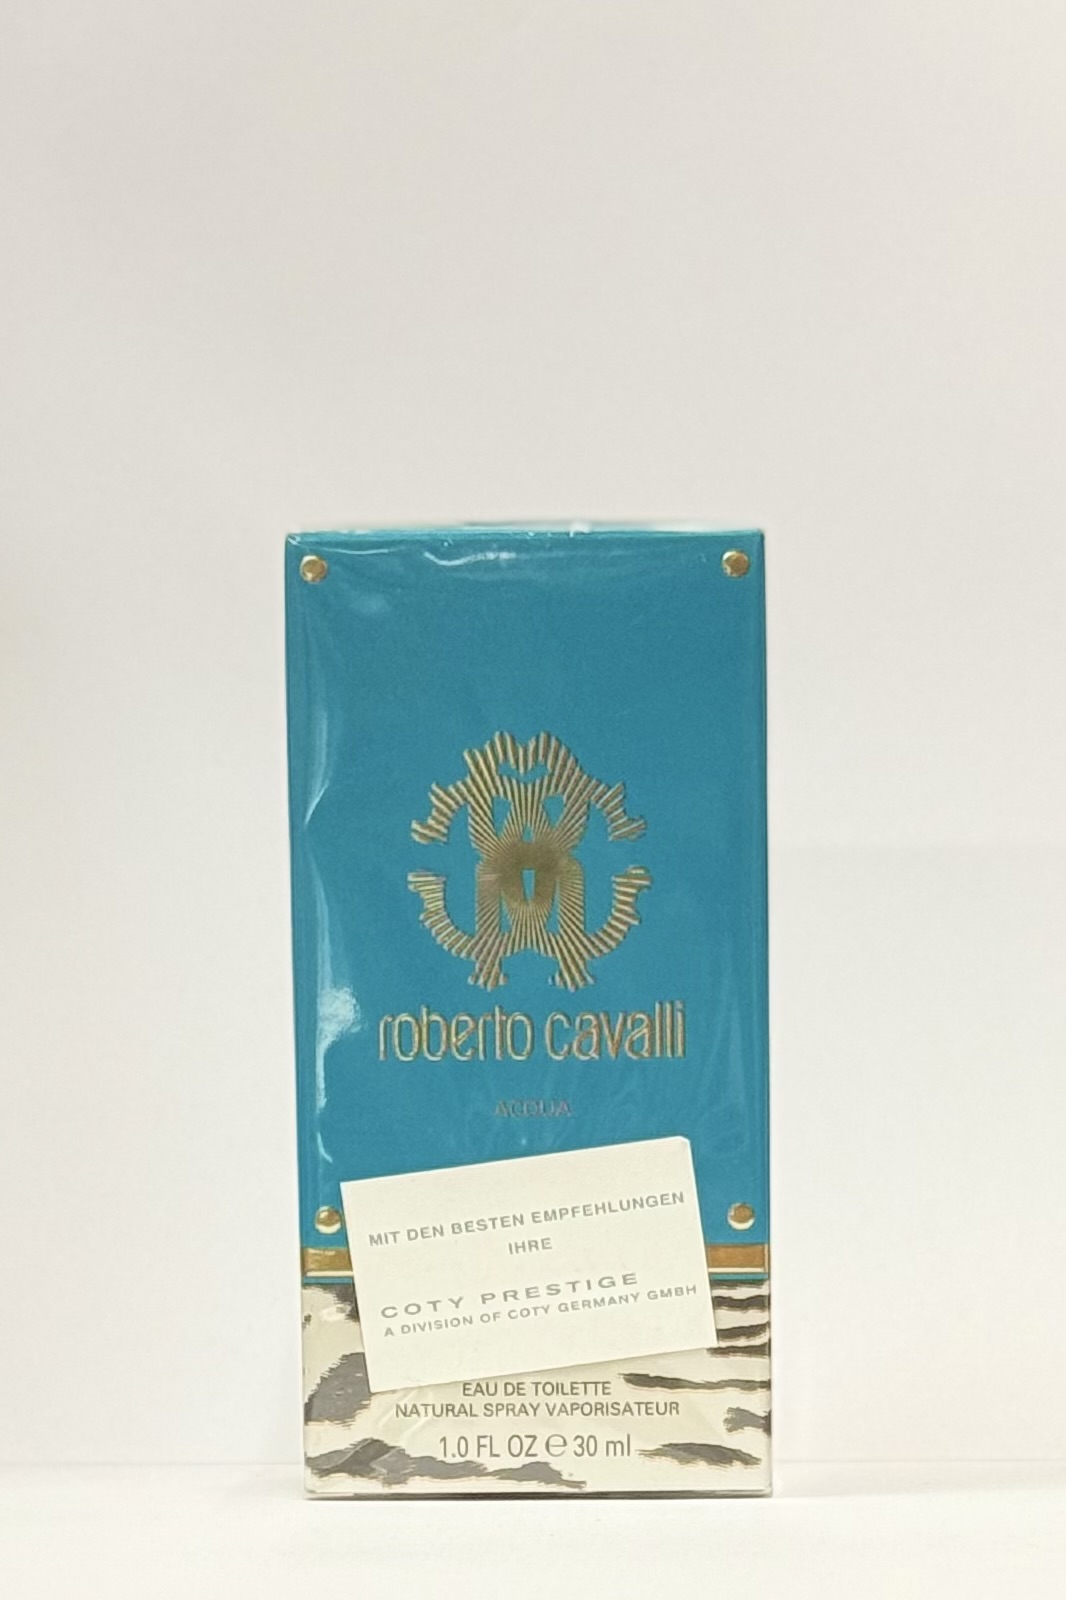 roberto cavalli
ACQUA
MIT DEN BESTEN EMPFEHLUNGEN
IHRE
COTY PRESTIGE
A DIVISION OF COTY GERMANY GMBH
EAU DE TOILETTE
NATURAL SPRAY VAPORISATEUR
1.0 FL OZ ℮ 30 ml